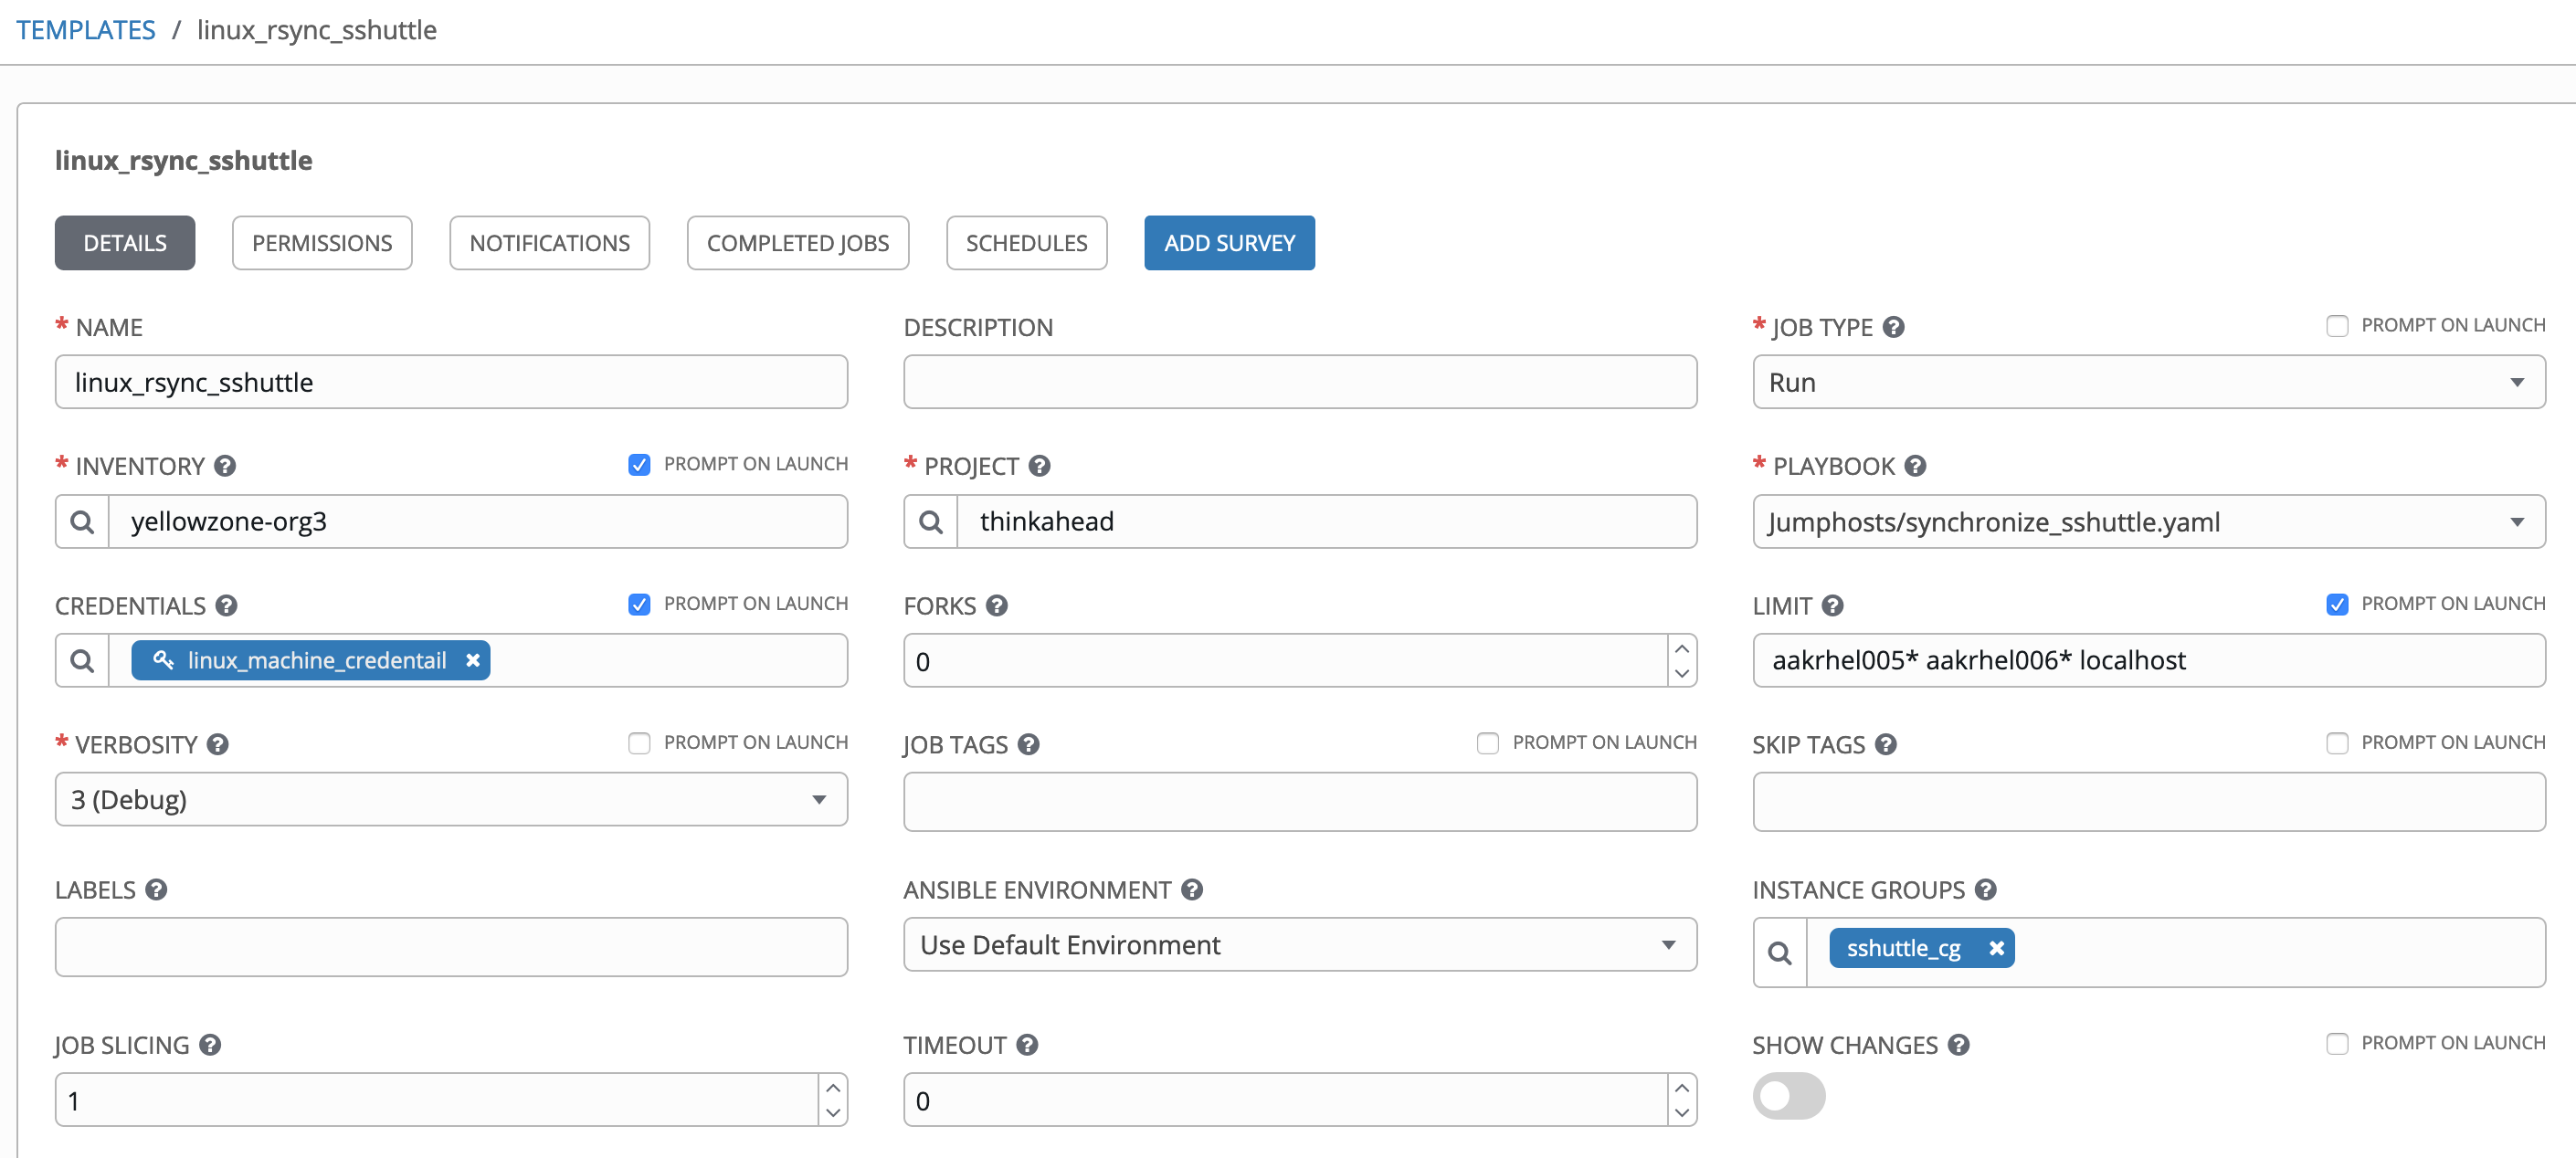 TEMPLATES / linux_rsync_sshuttle
linux_rsync_sshuttle
DETAILS PERMISSIONS NOTIFICATIONS COMPLETED JOBS SCHEDULES ADD SURVEY
* NAME DESCRIPTION * JOB TYPE ? PROMPT ON LAUNCH
linux_rsync_sshuttle Run
* INVENTORY ? PROMPT ON LAUNCH * PROJECT ? * PLAYBOOK ?
yellowzone-org3 thinkahead Jumphosts/synchronize_sshuttle.yaml
CREDENTIALS ? PROMPT ON LAUNCH FORKS ? LIMIT ? PROMPT ON LAUNCH
linux_machine_credentail 0 aakrhel005* aakrhel006* localhost
* VERBOSITY ? PROMPT ON LAUNCH JOB TAGS ? PROMPT ON LAUNCH SKIP TAGS ? PROMPT ON LAUNCH
3 (Debug)
LABELS ? ANSIBLE ENVIRONMENT ? INSTANCE GROUPS ?
Use Default Environment sshuttle_cg
JOB SLICING ? TIMEOUT ? SHOW CHANGES ? PROMPT ON LAUNCH
1 0